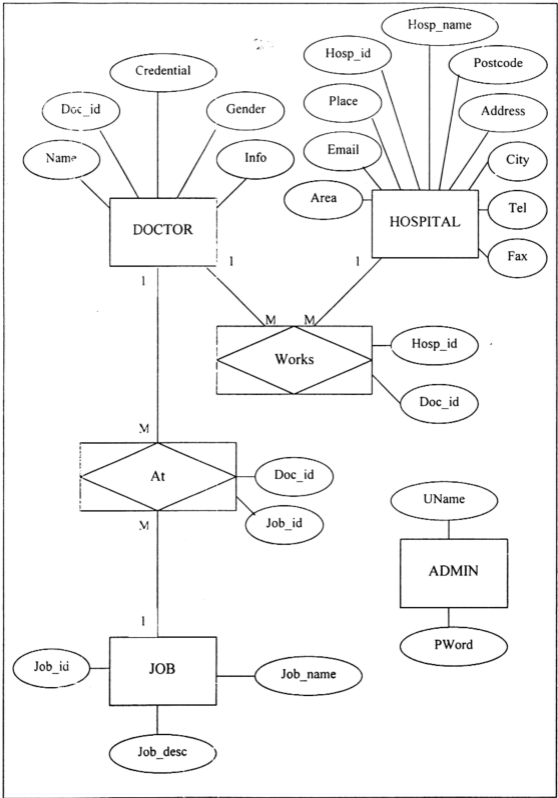 Hosp_name
Hosp_id
Postcode
Credential
Place
Doc_id
Gender
Address
Name
Info
Email
City
Area
DOCTOR
HOSPITAL
Tel
Fax
1
1
1
M
M
Works
Hosp_id
Doc_id
M
At
Doc_id
Job_id
M
UName
ADMIN
PWord
1
Job_id
JOB
Job_name
Job_desc